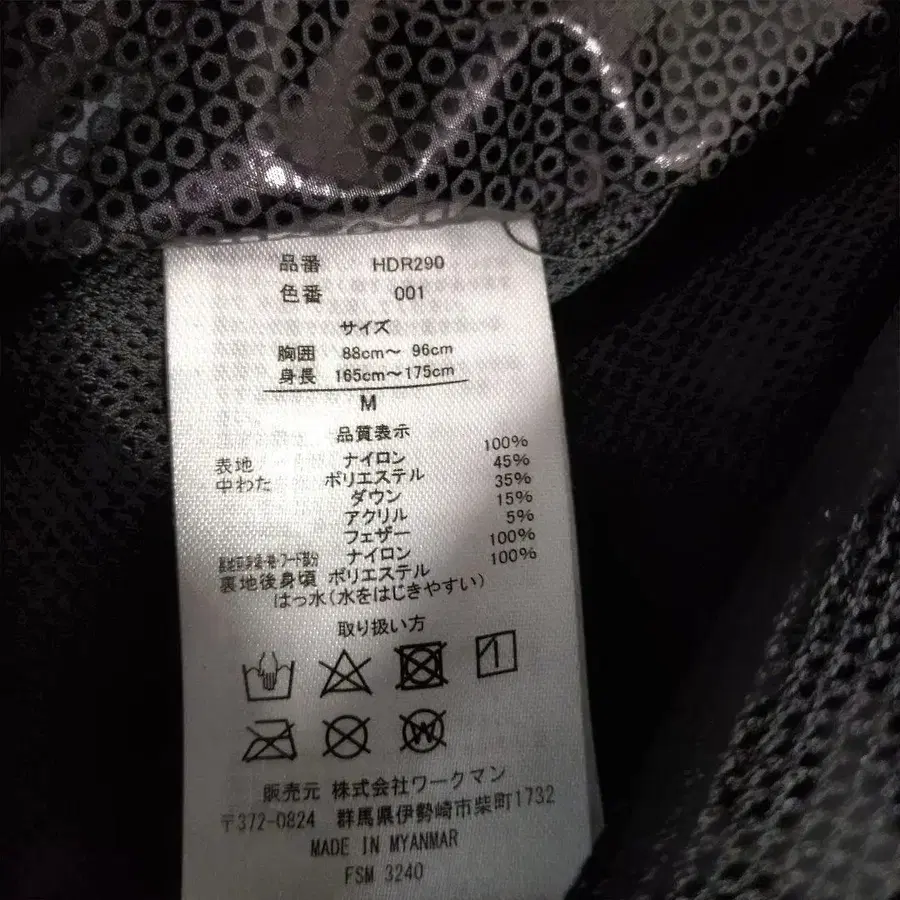 品番 HDR290
色番 001
サイズ
胸囲 88cm～ 96cm
身長 165cm～175cm
M
品質表示
表地 ナイロン 100%
中わた ポリエステル 45%
ダウン 35%
アクリル 15%
フェザー 5%
ナイロン 100%
裏地後身頃 ポリエステル 100%
はっ水(水をはじきやすい)
取り扱い方
W
販売元 株式会社ワークマン
〒372-0824 群馬県伊勢崎市柴町1732
MADE IN MYANMAR
FSM 3240